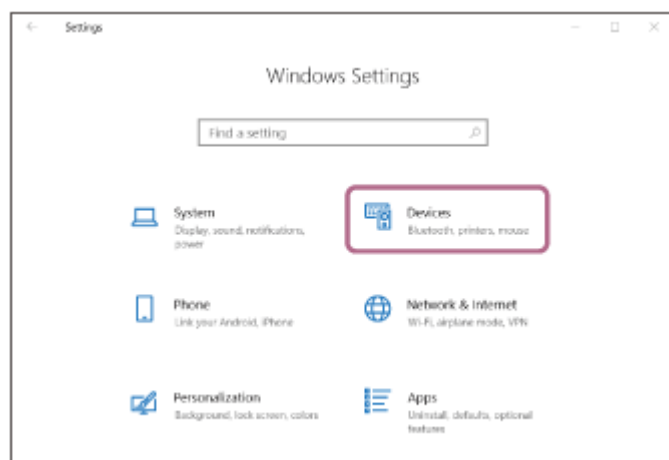 Settings
Windows Settings
Find a setting
System
Display, sound, notifications,
power
Devices
Bluetooth, printers, mouse
Phone
Link your Android, iPhone
Network & Internet
Wi-Fi, airplane mode, VPN
Personalization
Background, lock screen, colors
Apps
Uninstall, defaults, optional
features